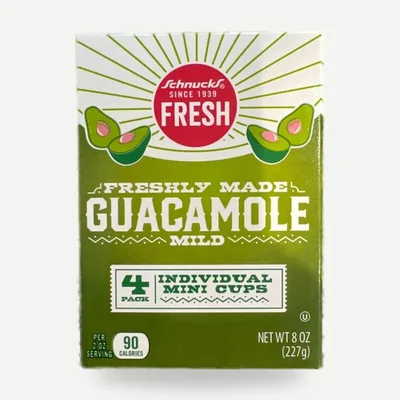 Schnucks®
SINCE 1939
FRESH
FRESHLY MADE
GUACAMOLE
MILD
4
PACK
INDIVIDUAL
MINI CUPS
PER
2 OZ
SERVING
90
CALORIES
U
NET WT 8 OZ
(227g)